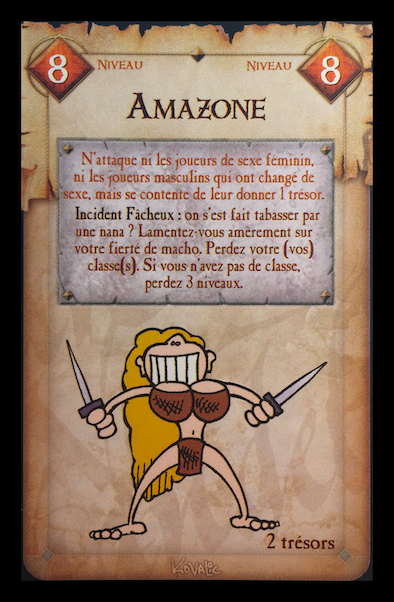 8 Niveau Niveau 8
Amazone
N'attaque ni les joueurs de sexe féminin,
ni les joueurs masculins qui ont changé de
sexe, mais se contente de leur donner 1 trésor.
Incident Fâcheux : on s'est fait tabasser par
une nana ? Lamentez-vous amèrement sur
votre fierté de macho. Perdez votre (vos)
classe(s). Si vous n'avez pas de classe,
perdez 3 niveaux.
2 trésors
Kovalic